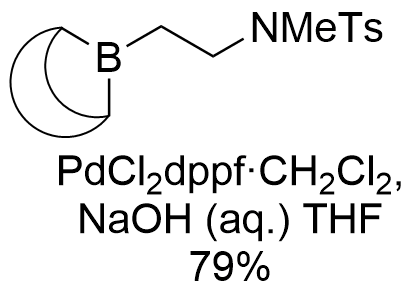 B NMeTs
PdCl₂dppf·CH₂Cl₂,
NaOH (aq.) THF
79%